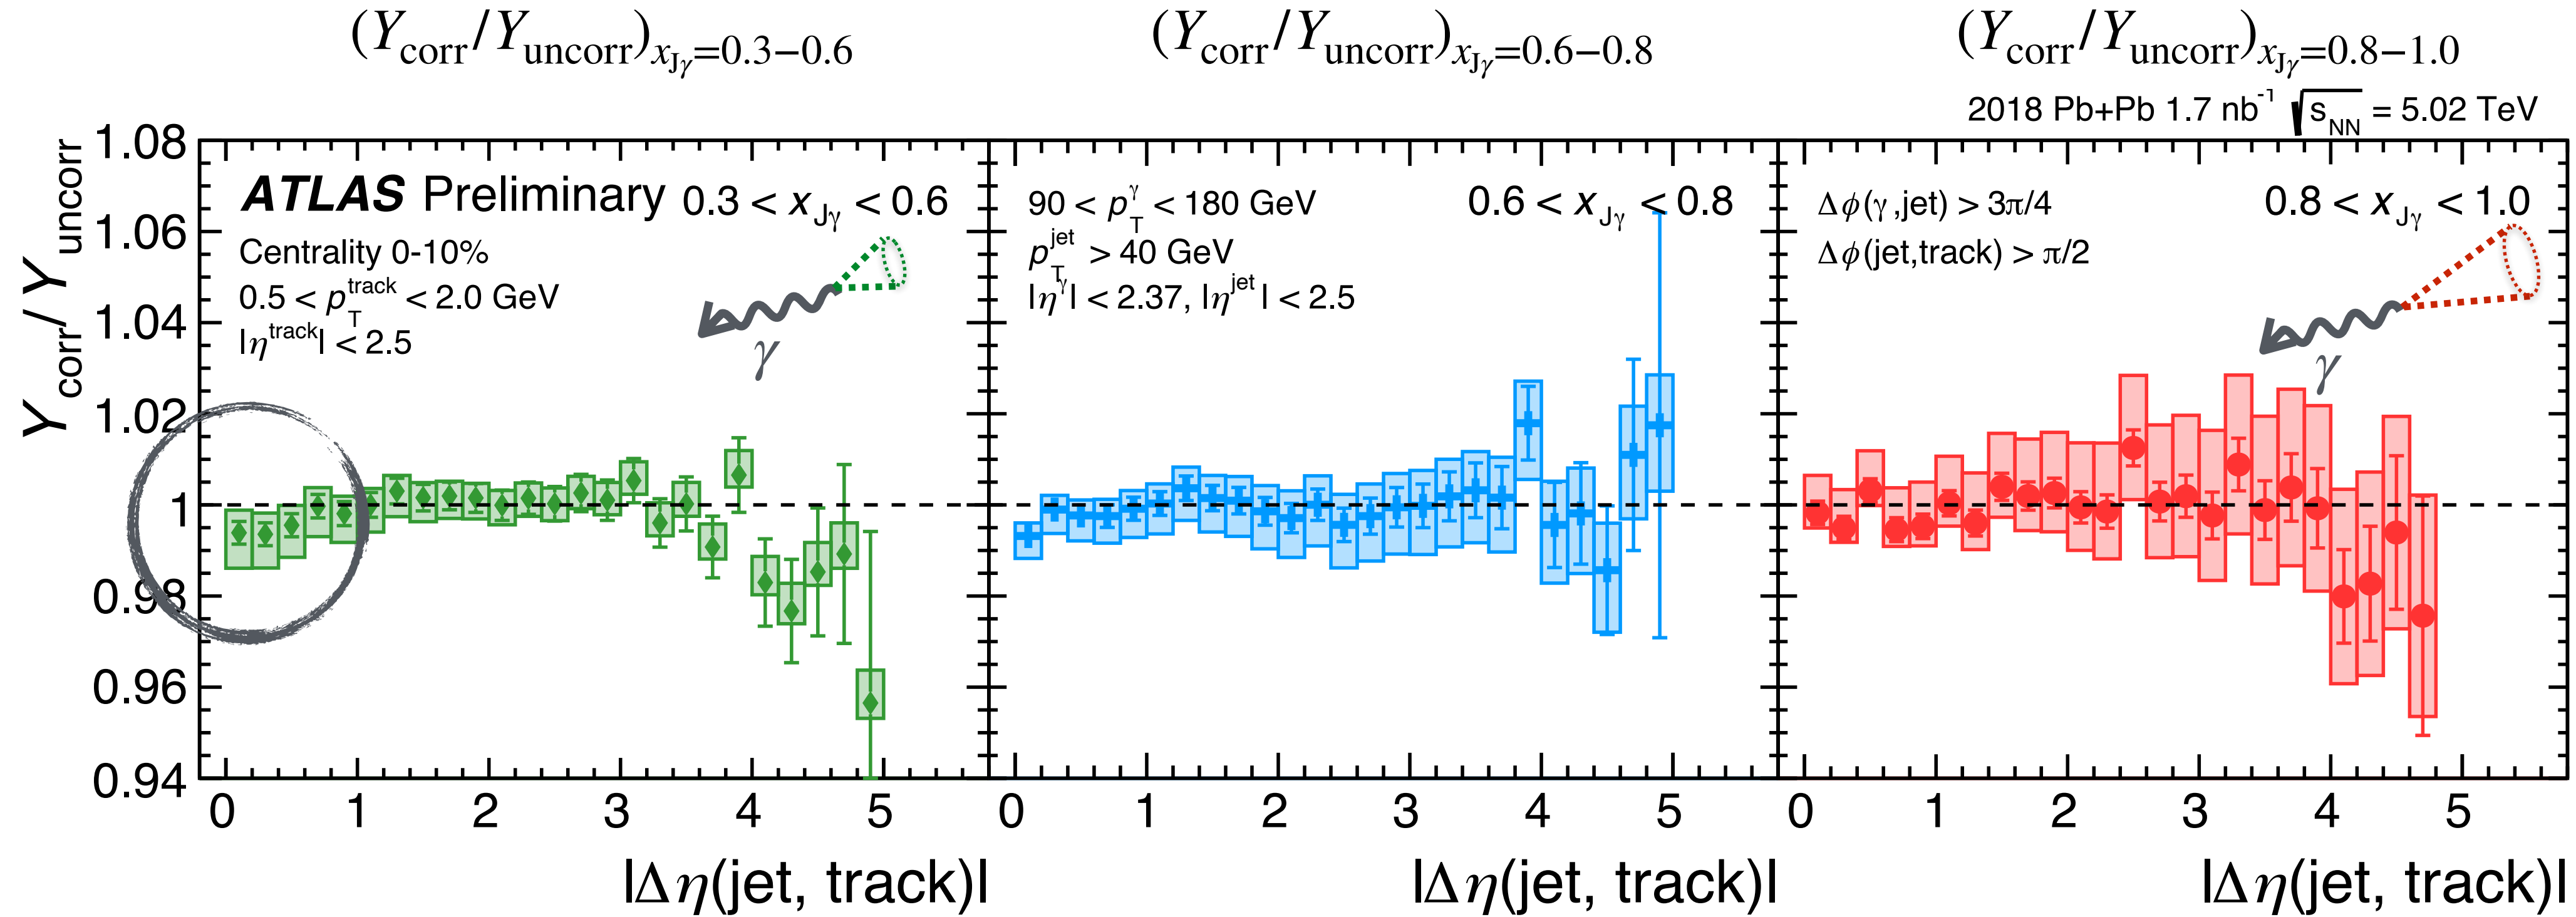 (Y_corr/Y_uncorr)_xJγ=0.3−0.6
(Y_corr/Y_uncorr)_xJγ=0.6−0.8
(Y_corr/Y_uncorr)_xJγ=0.8−1.0
2018 Pb+Pb 1.7 nb⁻¹ √s_NN = 5.02 TeV
Y_corr/Y_uncorr
1.08
1.06
1.04
1.02
1
0.98
0.96
0.94
ATLAS Preliminary
0.3 < x_Jγ < 0.6
Centrality 0-10%
0.5 < p_T^track < 2.0 GeV
|η^track| < 2.5
γ
90 < p_T^γ < 180 GeV
0.6 < x_Jγ < 0.8
p_T^jet > 40 GeV
|η^γ| < 2.37, |η^jet| < 2.5
Δϕ(γ,jet) > 3π/4
0.8 < x_Jγ < 1.0
Δϕ(jet,track) > π/2
γ
0 1 2 3 4 5
0 1 2 3 4 5
0 1 2 3 4 5
|Δη(jet, track)|
|Δη(jet, track)|
|Δη(jet, track)|